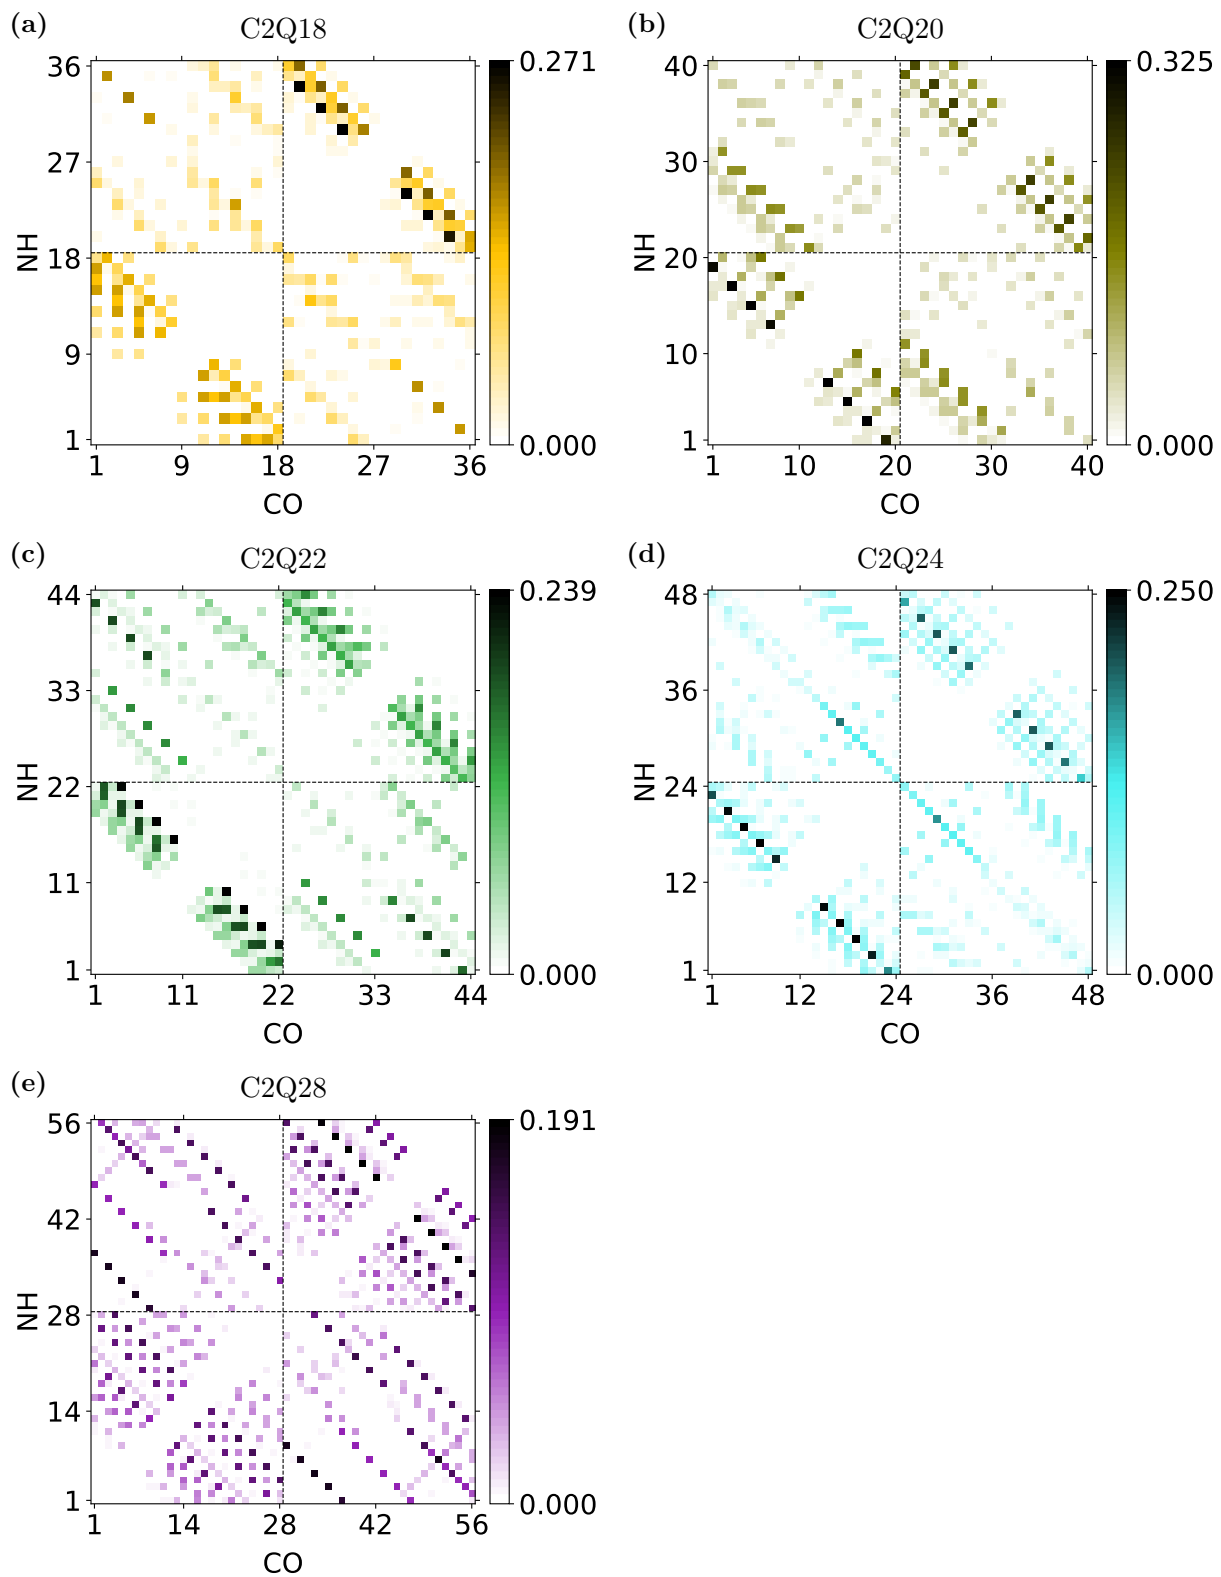 (a)
C2Q18
0.271
36
27
18
9
1
NH
0.000
1 9 18 27 36
CO
(b)
C2Q20
0.325
40
30
20
10
1
NH
0.000
1 10 20 30 40
CO
(c)
C2Q22
0.239
44
33
22
11
1
NH
0.000
1 11 22 33 44
CO
(d)
C2Q24
0.250
48
36
24
12
1
NH
0.000
1 12 24 36 48
CO
(e)
C2Q28
0.191
56
42
28
14
1
NH
0.000
1 14 28 42 56
CO